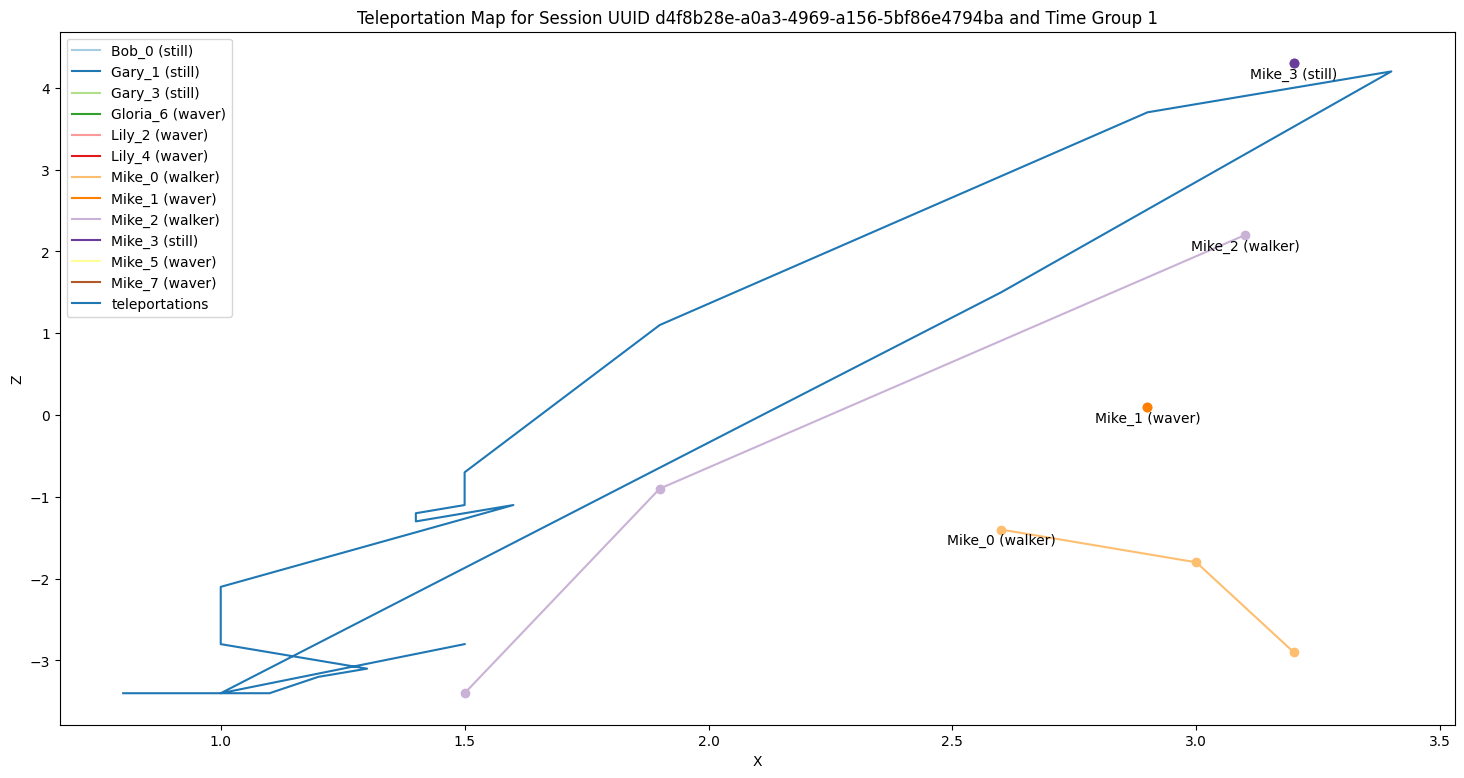 Teleportation Map for Session UUID d4f8b28e-a0a3-4969-a156-5bf86e4794ba and Time Group 1
Bob_0 (still)
Gary_1 (still)
Gary_3 (still)
Gloria_6 (waver)
Lily_2 (waver)
Lily_4 (waver)
Mike_0 (walker)
Mike_1 (waver)
Mike_2 (walker)
Mike_3 (still)
Mike_5 (waver)
Mike_7 (waver)
teleportations
Mike_3 (still)
Mike_2 (walker)
Mike_1 (waver)
Mike_0 (walker)
4
3
2
1
0
−1
−2
−3
Z
1.0
1.5
2.0
2.5
3.0
3.5
X